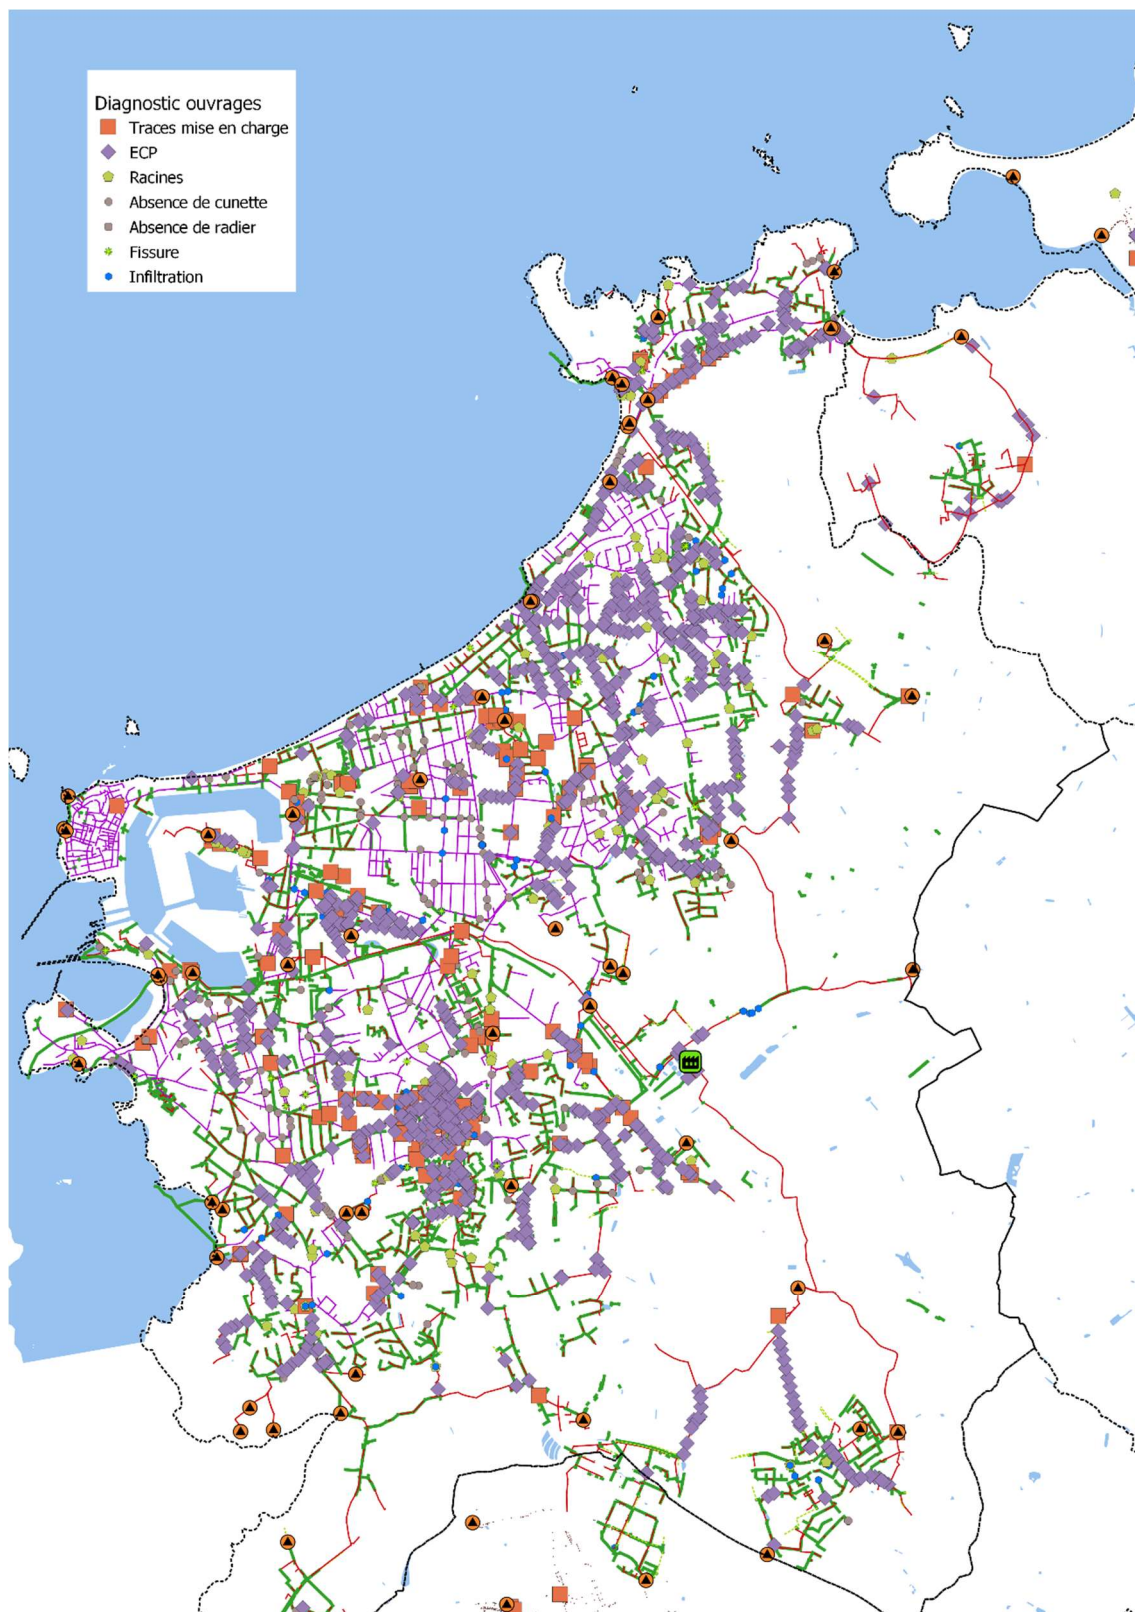 Diagnostic ouvrages
Traces mise en charge
ECP
Racines
Absence de cunette
Absence de radier
Fissure
Infiltration